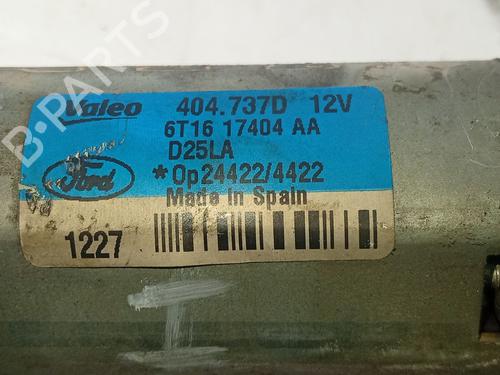 Valeo 404.737D 12V
6T16 17404 AA
D25LA
Ford *Op24422/4422
Made in Spain
1227
B-PARTS